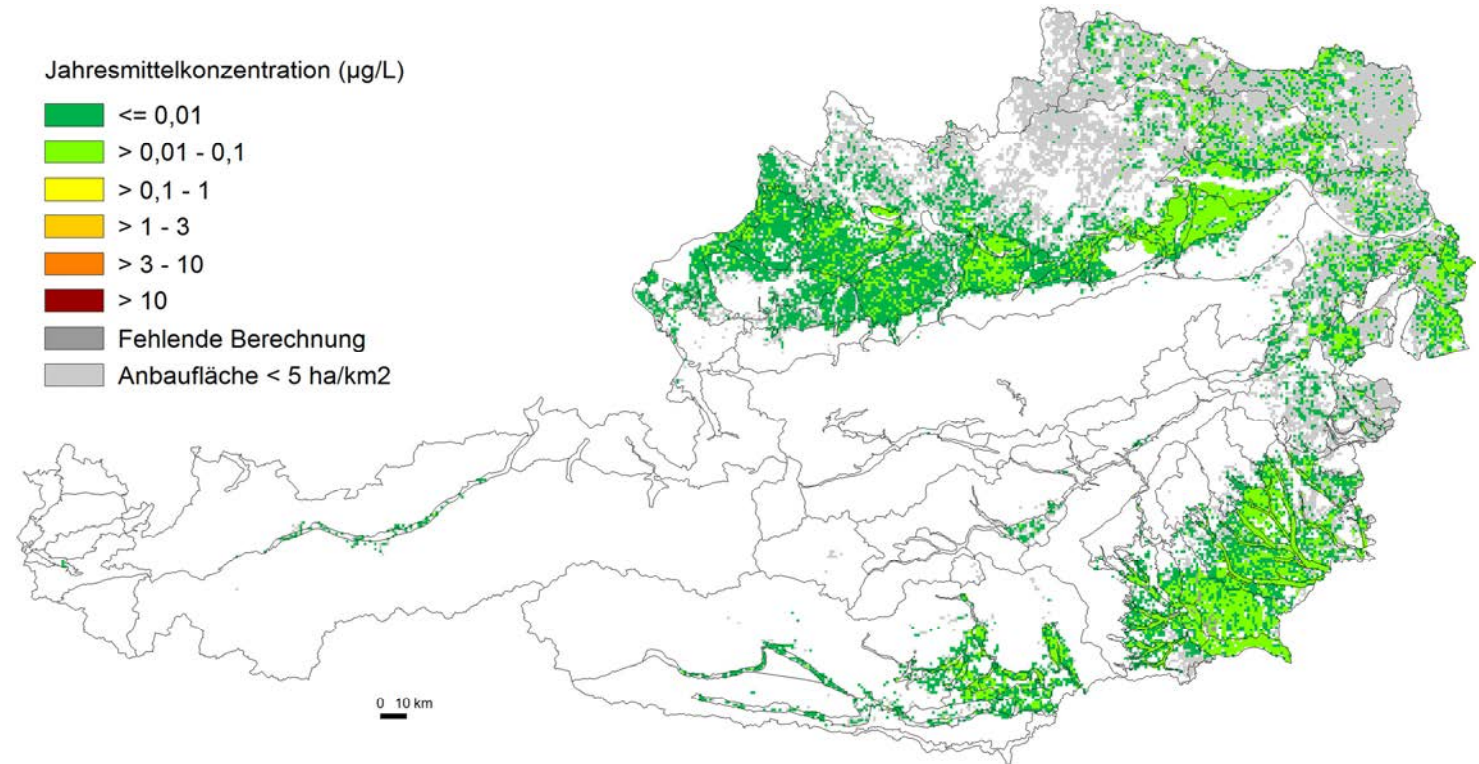 Jahresmittelkonzentration (µg/L)
<= 0,01
> 0,01 - 0,1
> 0,1 - 1
> 1 - 3
> 3 - 10
> 10
Fehlende Berechnung
Anbaufläche < 5 ha/km2
0 10 km